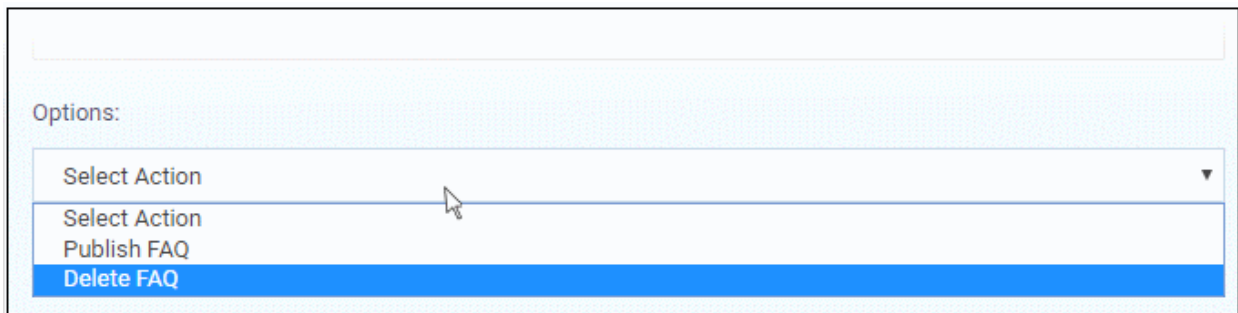 Options:
Select Action
Select Action
Publish FAQ
Delete FAQ